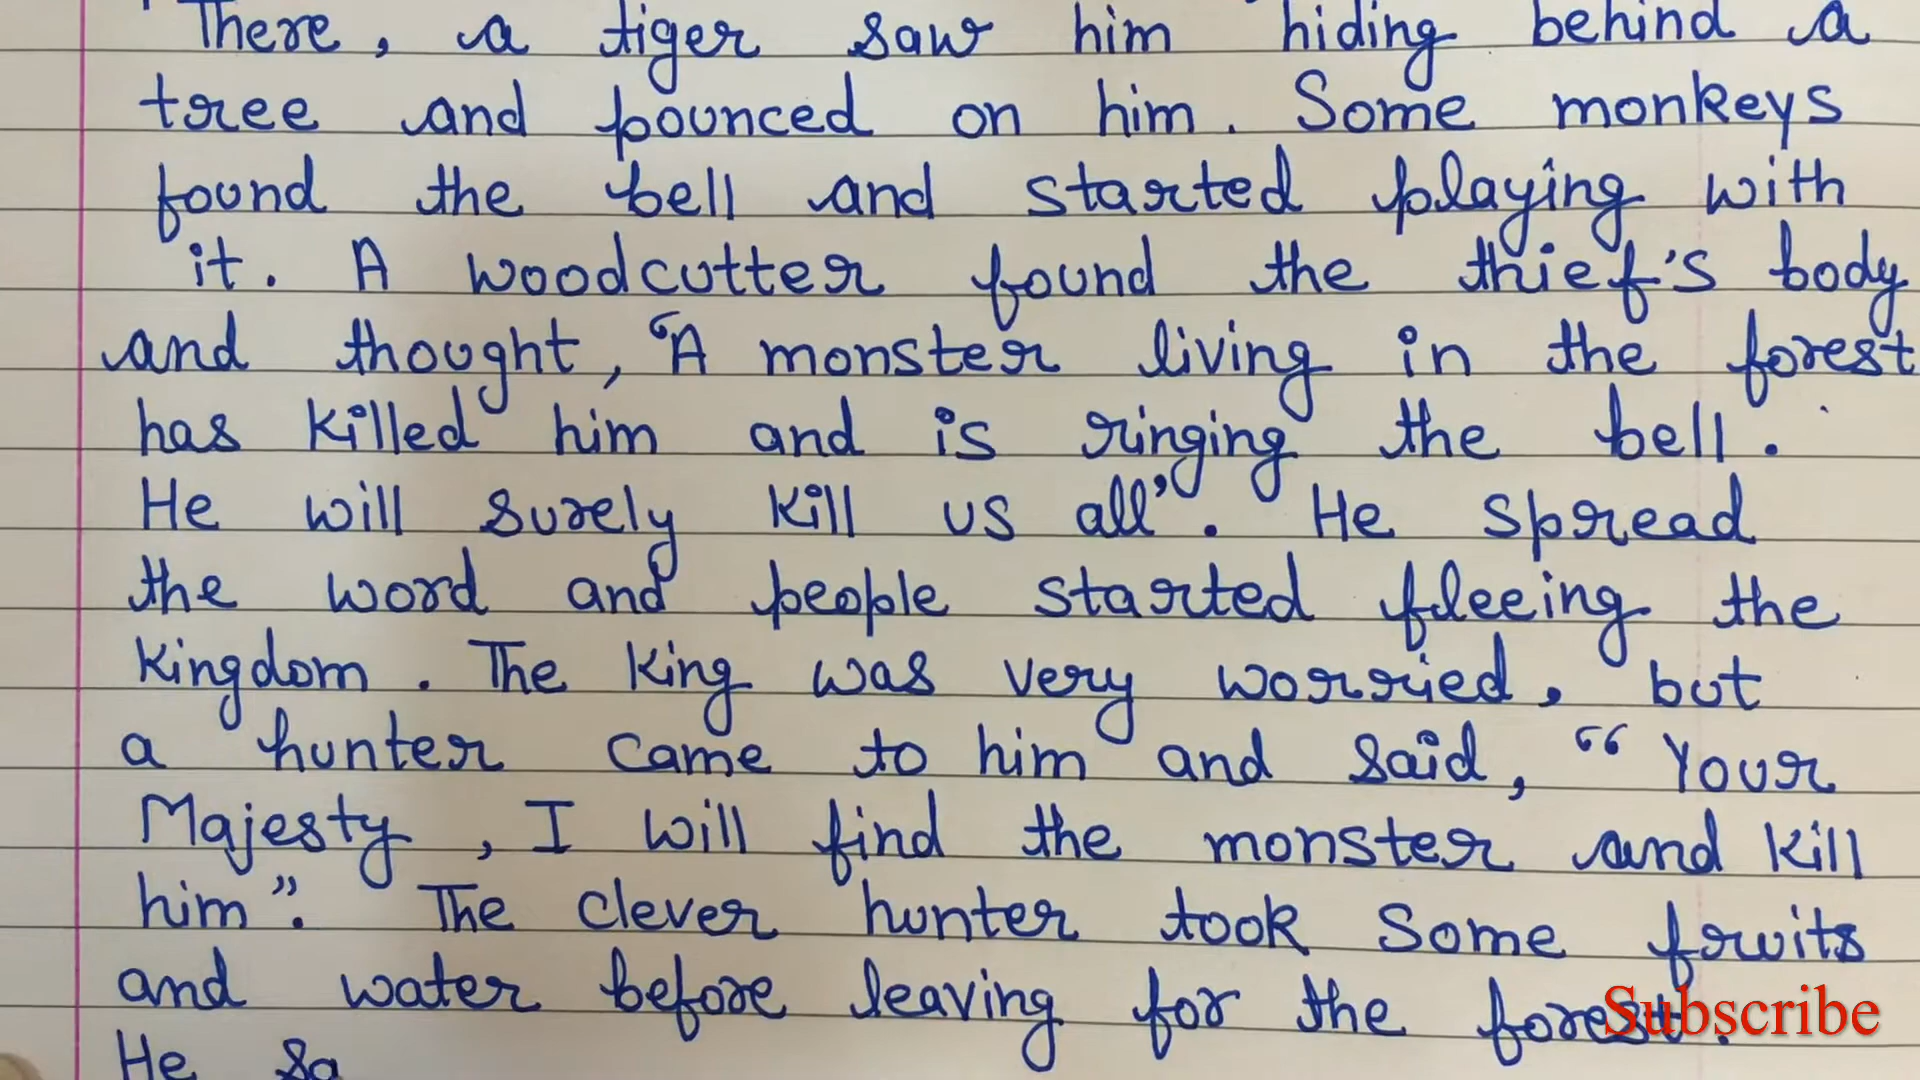 There, a tiger saw him hiding behind a
tree and pounced on him. Some monkeys
found the bell and started playing with
it. A woodcutter found the thief's body
and thought, “A monster living in the forest
has killed him and is ringing the bell.
He will surely kill us all”. He spread
the word and people started fleeing the
kingdom. The king was very worried, but
a hunter came to him and said, “Your
Majesty, I will find the monster and kill
him”. The clever hunter took some fruits
and water before leaving for the forest.
Subscribe
He sa